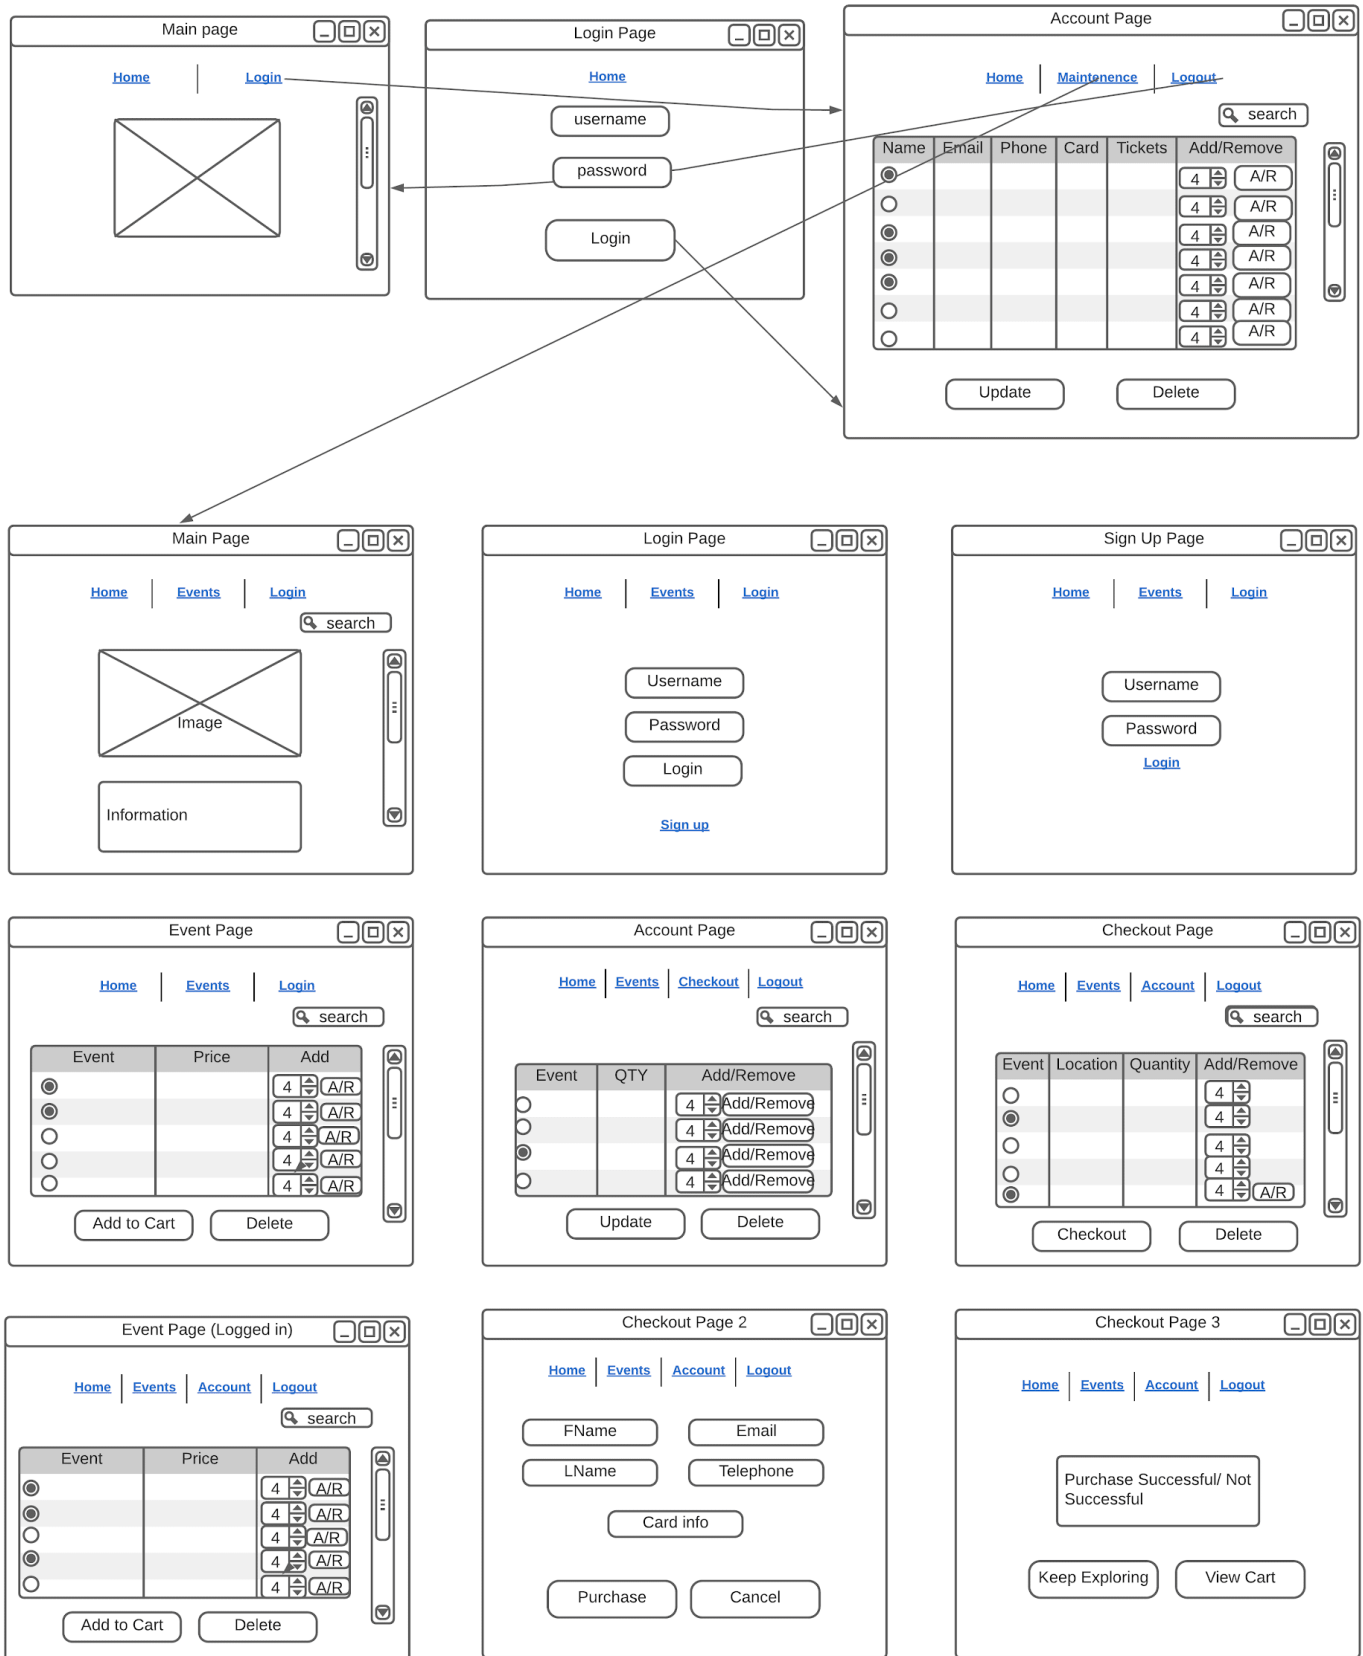 Main page
Home Login
Login Page
Home
username
password
Login
Account Page
Home Maintenence Logout
search
Name Email Phone Card Tickets Add/Remove
4 A/R
4 A/R
4 A/R
4 A/R
4 A/R
4 A/R
4 A/R
Update Delete
Main Page
Home Events Login
search
Image
Information
Login Page
Home Events Login
Username
Password
Login
Sign up
Sign Up Page
Home Events Login
Username
Password
Login
Event Page
Home Events Login
search
Event Price Add
4 A/R
4 A/R
4 A/R
4 A/R
4 A/R
Add to Cart Delete
Account Page
Home Events Checkout Logout
search
Event QTY Add/Remove
4 Add/Remove
4 Add/Remove
4 Add/Remove
4 Add/Remove
Update Delete
Checkout Page
Home Events Account Logout
search
Event Location Quantity Add/Remove
4
4
4
4
4 A/R
Checkout Delete
Event Page (Logged in)
Home Events Account Logout
search
Event Price Add
4 A/R
4 A/R
4 A/R
4 A/R
4 A/R
Add to Cart Delete
Checkout Page 2
Home Events Account Logout
FName Email
LName Telephone
Card info
Purchase Cancel
Checkout Page 3
Home Events Account Logout
Purchase Successful/ Not
Successful
Keep Exploring View Cart